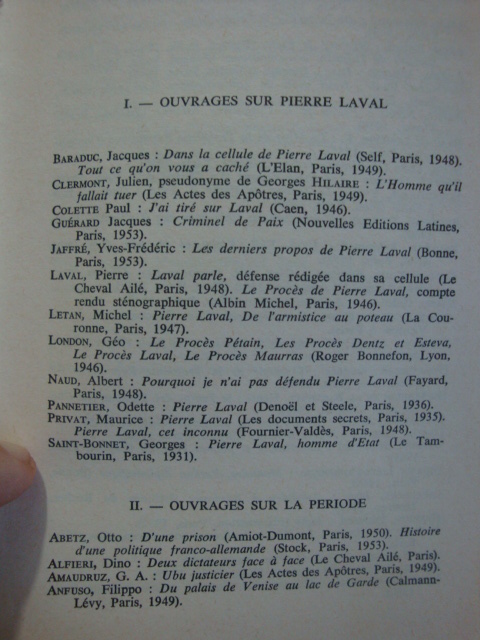 I. — OUVRAGES SUR PIERRE LAVAL
BARADUC, Jacques : Dans la cellule de Pierre Laval (Self, Paris, 1948).
Tout ce qu'on vous a caché (L'Elan, Paris, 1949).
CLERMONT, Julien, pseudonyme de Georges HILAIRE : L'Homme qu'il
fallait tuer (Les Actes des Apôtres, Paris, 1949).
COLETTE Paul : J'ai tiré sur Laval (Caen, 1946).
GUÉRARD Jacques : Criminel de Paix (Nouvelles Editions Latines,
Paris, 1953).
JAFFRÉ, Yves-Frédéric : Les derniers propos de Pierre Laval (Bonne,
Paris, 1953).
LAVAL, Pierre : Laval parle, défense rédigée dans sa cellule (Le
Cheval Ailé, Paris, 1948). Le Procès de Pierre Laval, compte
rendu sténographique (Albin Michel, Paris, 1946).
LETAN, Michel : Pierre Laval, De l'armistice au poteau (La Cou-
ronne, Paris, 1947).
LONDON, Géo : Le Procès Pétain, Les Procès Dentz et Esteva,
Le Procès Laval, Le Procès Maurras (Roger Bonnefon, Lyon,
1946).
NAUD, Albert : Pourquoi je n'ai pas défendu Pierre Laval (Fayard,
Paris, 1948).
PANNETIER, Odette : Pierre Laval (Denoël et Steele, Paris, 1936).
PRIVAT, Maurice : Pierre Laval (Les documents secrets, Paris, 1935).
Pierre Laval, cet inconnu (Fournier-Valdès, Paris, 1948).
SAINT-BONNET, Georges : Pierre Laval, homme d'Etat (Le Tam-
bourin, Paris, 1931).
II. — OUVRAGES SUR LA PERIODE
ABETZ, Otto : D'une prison (Amiot-Dumont, Paris, 1950). Histoire
d'une politique franco-allemande (Stock, Paris, 1953).
ALFIERI, Dino : Deux dictateurs face à face (Le Cheval Ailé, Paris).
AMAUDRUZ, G. A. : Ubu justicier (Les Actes des Apôtres, Paris, 1949).
ANFUSO, Filippo : Du palais de Venise au lac de Garde (Calmann-
Lévy, Paris, 1949).